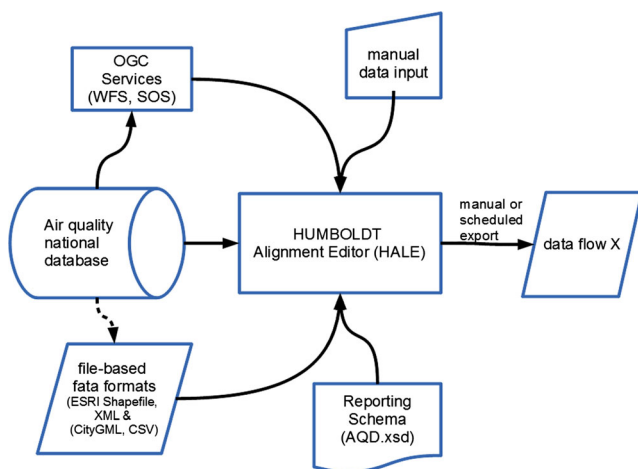 OGC
Services
(WFS, SOS)
manual
data input
Air quality
national
database
HUMBOLDT
Alignment Editor (HALE)
manual or
scheduled
export
data flow X
file-based
fata formats
(ESRI Shapefile,
XML &
(CityGML, CSV)
Reporting
Schema
(AQD.xsd)